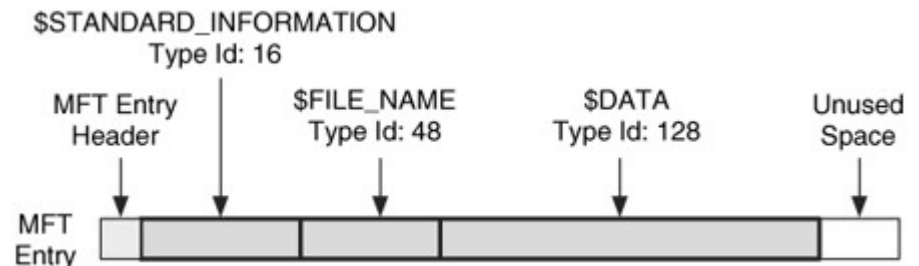 $STANDARD_INFORMATION
Type Id: 16
MFT Entry
Header
$FILE_NAME
Type Id: 48
$DATA
Type Id: 128
Unused
Space
MFT
Entry